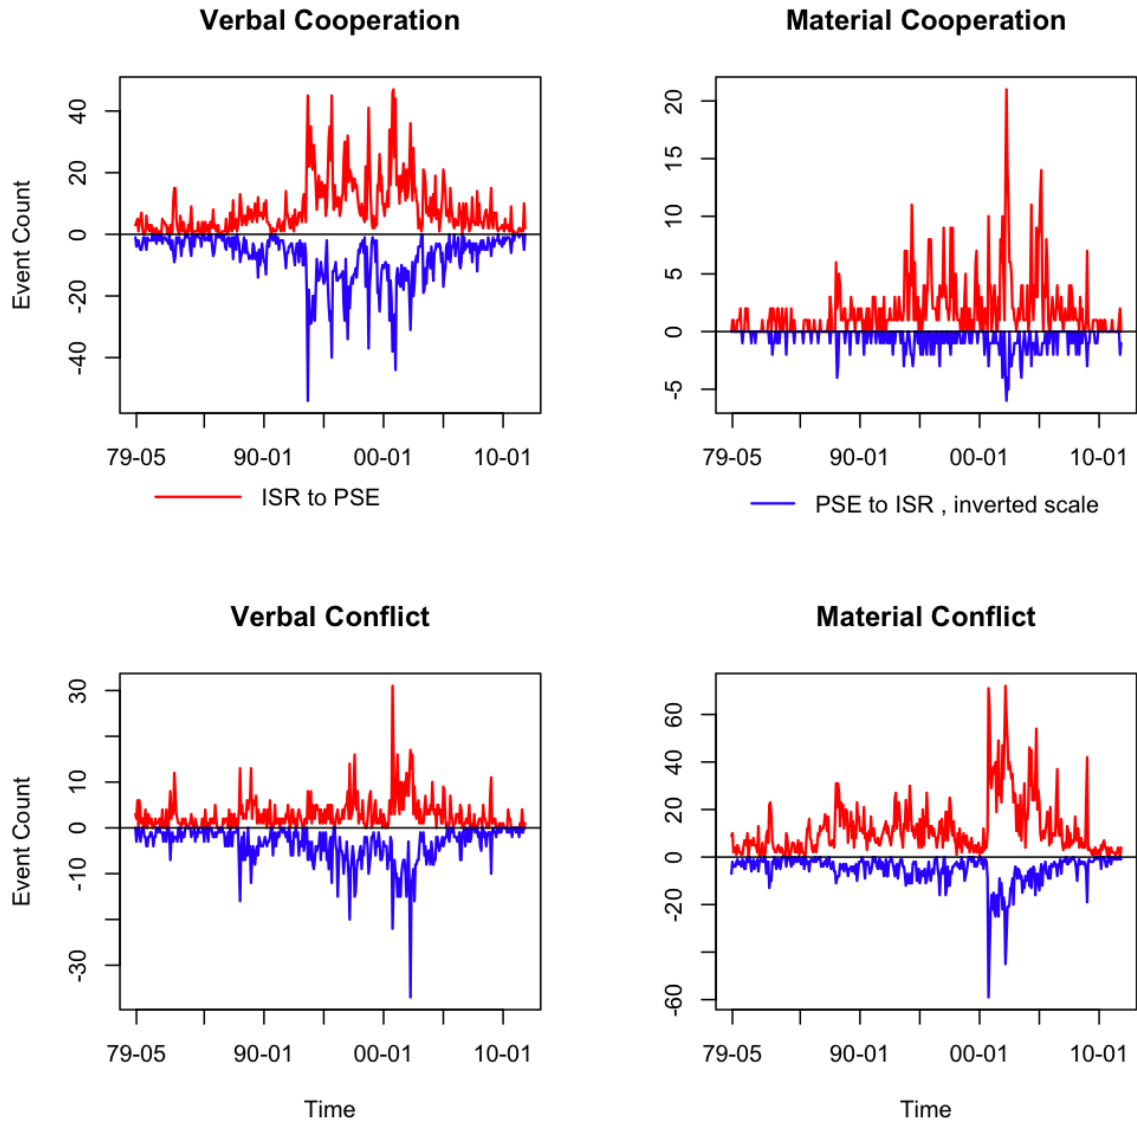 Verbal Cooperation
Event Count
40
20
0
-20
-40
79-05 90-01 00-01 10-01
ISR to PSE
Material Cooperation
20
15
10
5
0
-5
79-05 90-01 00-01 10-01
PSE to ISR , inverted scale
Verbal Conflict
Event Count
30
10
0
-10
-30
79-05 90-01 00-01 10-01
Time
Material Conflict
60
40
20
0
-20
-60
79-05 90-01 00-01 10-01
Time